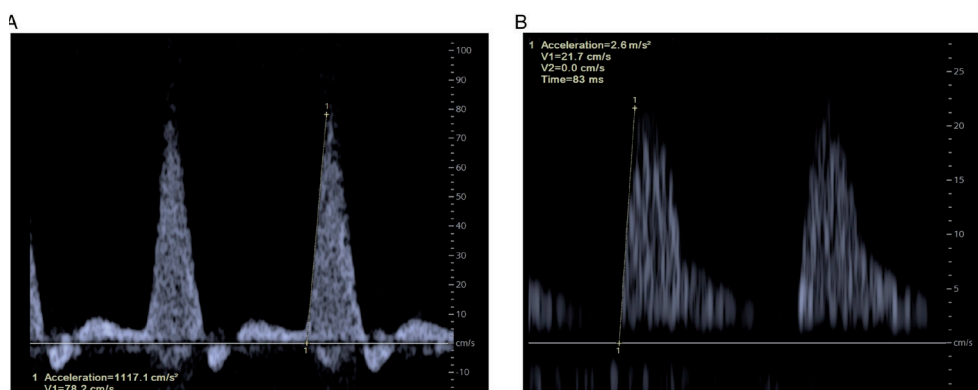 A
100
80
60
50
40
30
20
10
cm/s
-10
1
1
1 Acceleration=1117.1 cm/s²
V1=78.2 cm/s
B
1 Acceleration=2.6 m/s²
V1=21.7 cm/s
V2=0.0 cm/s
Time=83 ms
25
20
15
10
5
cm/s
1
1